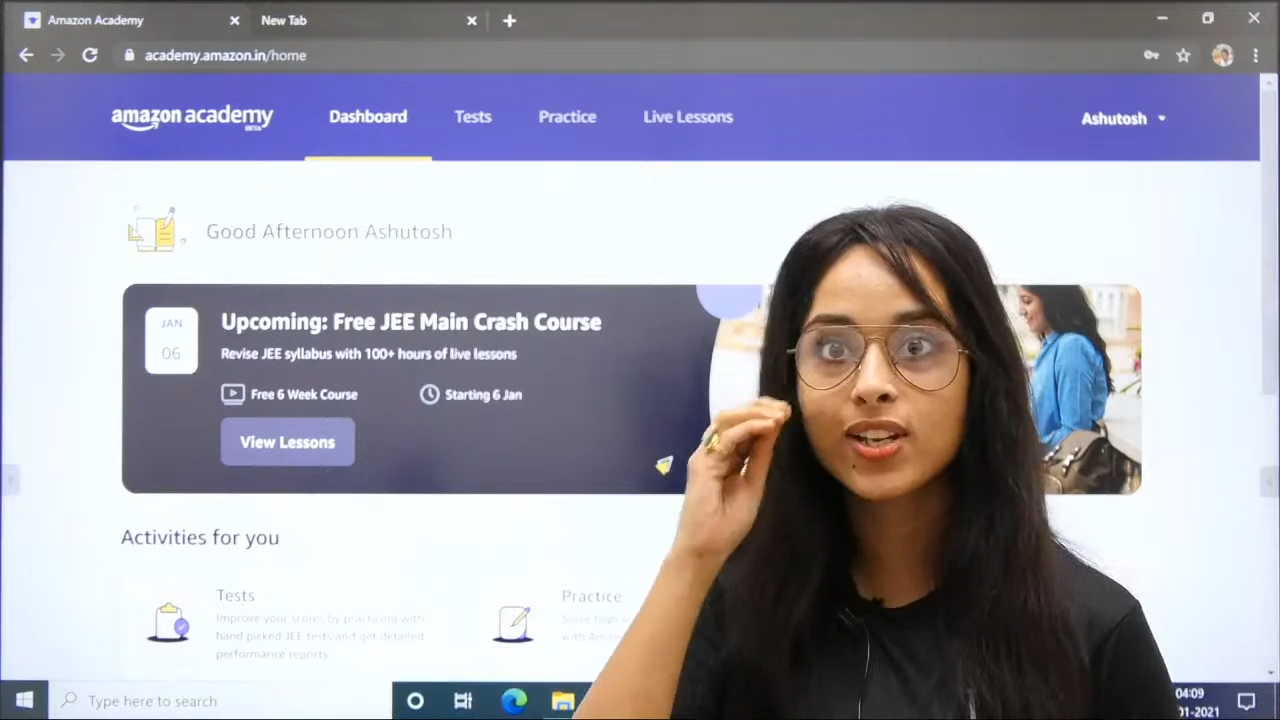 Amazon Academy
New Tab
academy.amazon.in/home
amazon academy
BETA
Dashboard
Tests
Practice
Live Lessons
Ashutosh
Good Afternoon Ashutosh
JAN
06
Upcoming: Free JEE Main Crash Course
Revise JEE syllabus with 100+ hours of live lessons
Free 6 Week Course
Starting 6 Jan
View Lessons
Activities for you
Tests
Improve your scores by practicing with
hand picked JEE tests and get detailed
performance reports.
Practice
Type here to search
04:09
01-2021